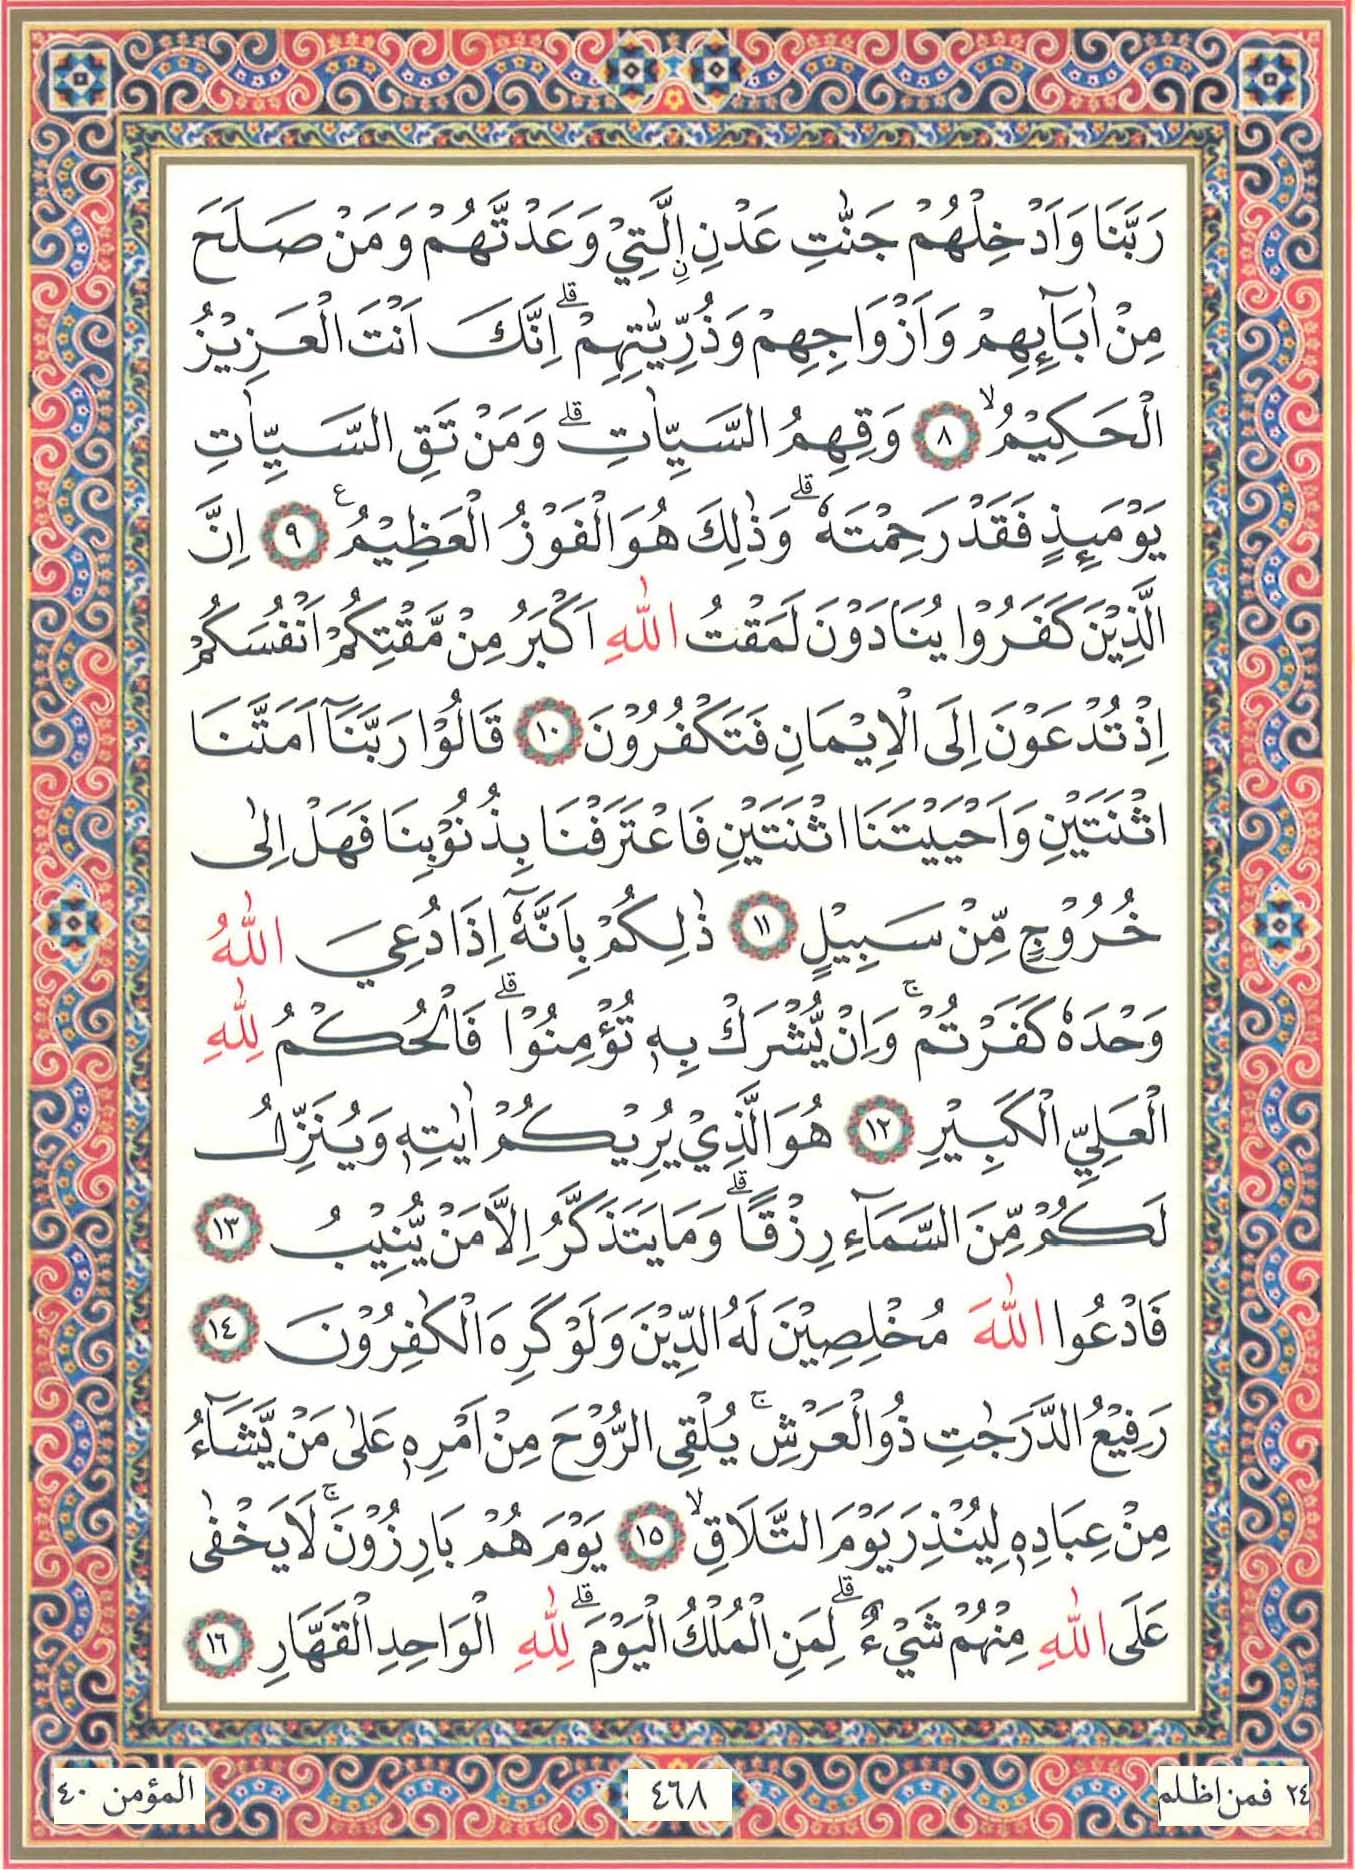 رَبَّنَا وَاَدْخِلْهُمْ جَنّٰتِ عَدْنِ ۨالَّتِيْ وَعَدْتَّهُمْ وَمَنْ صَلَحَ
مِنْ اٰبَآىِٕهِمْ وَاَزْوَاجِهِمْ وَذُرِّيّٰتِهِمْ ۗ اِنَّكَ اَنْتَ الْعَزِيْزُ
الْحَكِيْمُ ۙ ٨ وَقِهِمُ السَّيِّاٰتِ ۗ وَمَنْ تَقِ السَّيِّاٰتِ
يَوْمَىِٕذٍ فَقَدْ رَحِمْتَهٗ ۗ وَذٰلِكَ هُوَ الْفَوْزُ الْعَظِيْمُ ع ٩ اِنَّ
الَّذِيْنَ كَفَرُوْا يُنَادَوْنَ لَمَقْتُ اللّٰهِ اَكْبَرُ مِنْ مَّقْتِكُمْ اَنْفُسَكُمْ
اِذْ تُدْعَوْنَ اِلَى الْاِيْمَانِ فَتَكْفُرُوْنَ ١٠ قَالُوْا رَبَّنَآ اَمَتَّنَا
اثْنَتَيْنِ وَاَحْيَيْتَنَا اثْنَتَيْنِ فَاعْتَرَفْنَا بِذُنُوْبِنَا فَهَلْ اِلٰى
خُرُوْجٍ مِّنْ سَبِيْلٍ ١١ ذٰلِكُمْ بِاَنَّهٗٓ اِذَا دُعِيَ اللّٰهُ
وَحْدَهٗ كَفَرْتُمْ ۚ وَاِنْ يُّشْرَكْ بِهٖ تُؤْمِنُوْا ۗ فَالْحُكْمُ لِلّٰهِ
الْعَلِيِّ الْكَبِيْرِ ١٢ هُوَ الَّذِيْ يُرِيْكُمْ اٰيٰتِهٖ وَيُنَزِّلُ
لَكُمْ مِّنَ السَّمَآءِ رِزْقًا ۗ وَمَا يَتَذَكَّرُ اِلَّا مَنْ يُّنِيْبُ ١٣
فَادْعُوا اللّٰهَ مُخْلِصِيْنَ لَهُ الدِّيْنَ وَلَوْ كَرِهَ الْكٰفِرُوْنَ ١٤
رَفِيْعُ الدَّرَجٰتِ ذُو الْعَرْشِ ۚ يُلْقِى الرُّوْحَ مِنْ اَمْرِهٖ عَلٰى مَنْ يَّشَآءُ
مِنْ عِبَادِهٖ لِيُنْذِرَ يَوْمَ التَّلَاقِ ۙ ١٥ يَوْمَ هُمْ بَارِزُوْنَ ۚ لَا يَخْفٰى
عَلَى اللّٰهِ مِنْهُمْ شَيْءٌ ۗ لِمَنِ الْمُلْكُ الْيَوْمَ ۗ لِلّٰهِ الْوَاحِدِ الْقَهَّارِ ١٦
٢٤ فمن اظلم
٤٦٨
المؤمن ٤٠